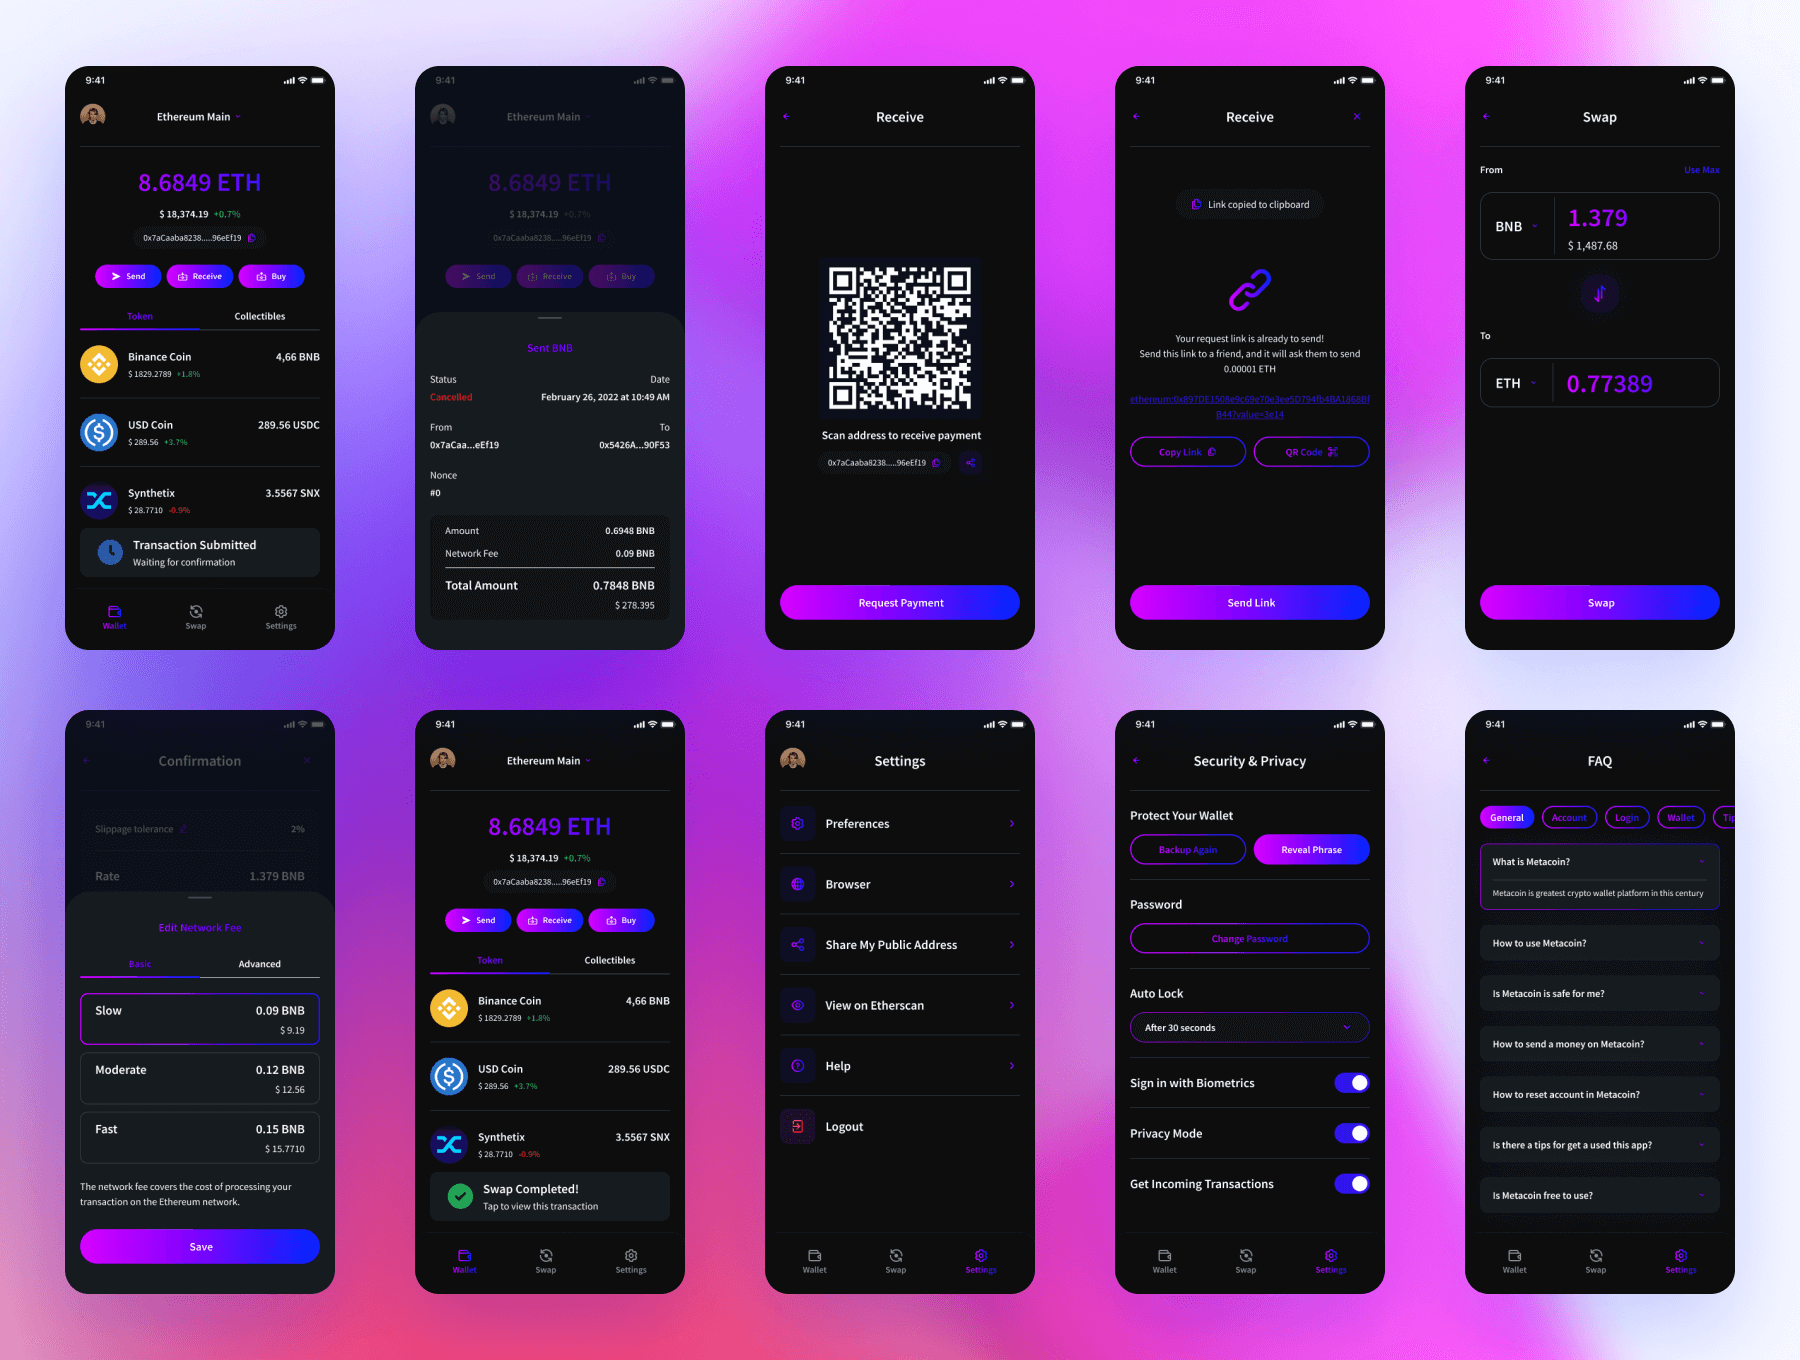 9:41
Ethereum Main
8.6849 ETH
$ 18,374.19 +0.7%
0x7aCaaba8238.....96eEf19
Send Receive Buy
Token Collectibles
Binance Coin 4,66 BNB
$ 1829.2789 +1.8%
USD Coin 289.56 USDC
$ 289.56 +3.7%
Synthetix 3.5567 SNX
$ 28.7710 -0.9%
Transaction Submitted
Waiting for confirmation
Wallet Swap Settings
9:41
Ethereum Main
8.6849 ETH
$ 18,374.19 +0.7%
0x7aCaaba8238.....96eEf19
Send Receive Buy
Sent BNB
Status Date
Cancelled February 26, 2022 at 10:49 AM
From To
0x7aCaa...eEf19 0x5426A...90F53
Nonce
#0
Amount 0.6948 BNB
Network Fee 0.09 BNB
Total Amount 0.7848 BNB
$ 278.395
9:41
Receive
Scan address to receive payment
0x7aCaaba8238.....96eEf19
Request Payment
9:41
Receive
Link copied to clipboard
Your request link is already to send!
Send this link to a friend, and it will ask them to send
0.00001 ETH
B447value=3e14
Copy Link QR Code
Send Link
9:41
Swap
From Use Max
BNB 1.379
$ 1,487.68
To
ETH 0.77389
Swap
9:41
Confirmation
Slippage tolerance 2%
Rate 1.379 BNB
Edit Network Fee
Basic Advanced
Slow 0.09 BNB
$ 9.19
Moderate 0.12 BNB
$ 12.56
Fast 0.15 BNB
$ 15.7710
The network fee covers the cost of processing your
transaction on the Ethereum network.
Save
9:41
Ethereum Main
8.6849 ETH
$ 18,374.19 +0.7%
0x7aCaaba8238.....96eEf19
Send Receive Buy
Token Collectibles
Binance Coin 4,66 BNB
$ 1829.2789 +1.8%
USD Coin 289.56 USDC
$ 289.56 +3.7%
Synthetix 3.5567 SNX
$ 28.7710 -0.9%
Swap Completed!
Tap to view this transaction
Wallet Swap Settings
9:41
Settings
Preferences
Browser
Share My Public Address
View on Etherscan
Help
Logout
Wallet Swap Settings
9:41
Security & Privacy
Protect Your Wallet
Backup Again Reveal Phrase
Password
Change Password
Auto Lock
After 30 seconds
Sign in with Biometrics
Privacy Mode
Get Incoming Transactions
Wallet Swap Settings
9:41
FAQ
General Account Login Wallet Tip
What is Metacoin?
Metacoin is greatest crypto wallet platform in this century
How to use Metacoin?
Is Metacoin is safe for me?
How to send a money on Metacoin?
How to reset account in Metacoin?
Is there a tips for get a used this app?
Is Metacoin free to use?
Wallet Swap Settings